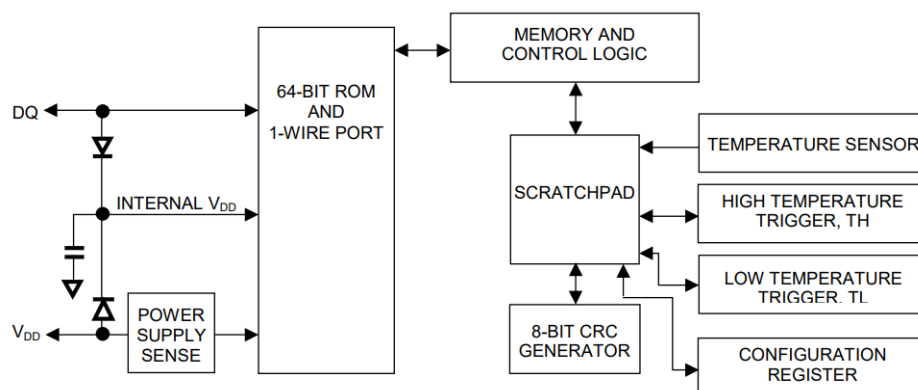 DQ
INTERNAL VDD
VDD
POWER
SUPPLY
SENSE
64-BIT ROM
AND
1-WIRE PORT
MEMORY AND
CONTROL LOGIC
SCRATCHPAD
8-BIT CRC
GENERATOR
TEMPERATURE SENSOR
HIGH TEMPERATURE
TRIGGER, TH
LOW TEMPERATURE
TRIGGER, TL
CONFIGURATION
REGISTER